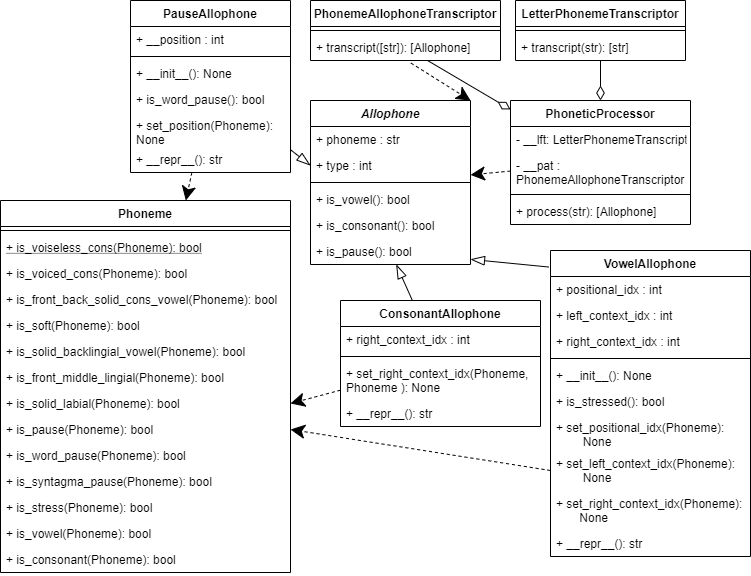 PauseAllophone
+ __position : int
+ __init__(): None
+ is_word_pause(): bool
+ set_position(Phoneme):
None
+ __repr__(): str
PhonemeAllophoneTranscriptor
+ transcript([str]): [Allophone]
LetterPhonemeTranscriptor
+ transcript(str): [str]
Allophone
+ phoneme : str
+ type : int
+ is_vowel(): bool
+ is_consonant(): bool
+ is_pause(): bool
PhoneticProcessor
- __lft: LetterPhonemeTranscript
- __pat :
PhonemeAllophoneTranscriptor
+ process(str): [Allophone]
Phoneme
+ is_voiseless_cons(Phoneme): bool
+ is_voiced_cons(Phoneme): bool
+ is_front_back_solid_cons_vowel(Phoneme): bool
+ is_soft(Phoneme): bool
+ is_solid_backlingial_vowel(Phoneme): bool
+ is_front_middle_lingial(Phoneme): bool
+ is_solid_labial(Phoneme): bool
+ is_pause(Phoneme): bool
+ is_word_pause(Phoneme): bool
+ is_syntagma_pause(Phoneme): bool
+ is_stress(Phoneme): bool
+ is_vowel(Phoneme): bool
+ is_consonant(Phoneme): bool
ConsonantAllophone
+ right_context_idx : int
+ set_right_context_idx(Phoneme,
Phoneme ): None
+ __repr__(): str
VowelAllophone
+ positional_idx : int
+ left_context_idx : int
+ right_context_idx : int
+ __init__(): None
+ is_stressed(): bool
+ set_positional_idx(Phoneme):
None
+ set_left_context_idx(Phoneme):
None
+ set_right_context_idx(Phoneme):
None
+ __repr__(): str